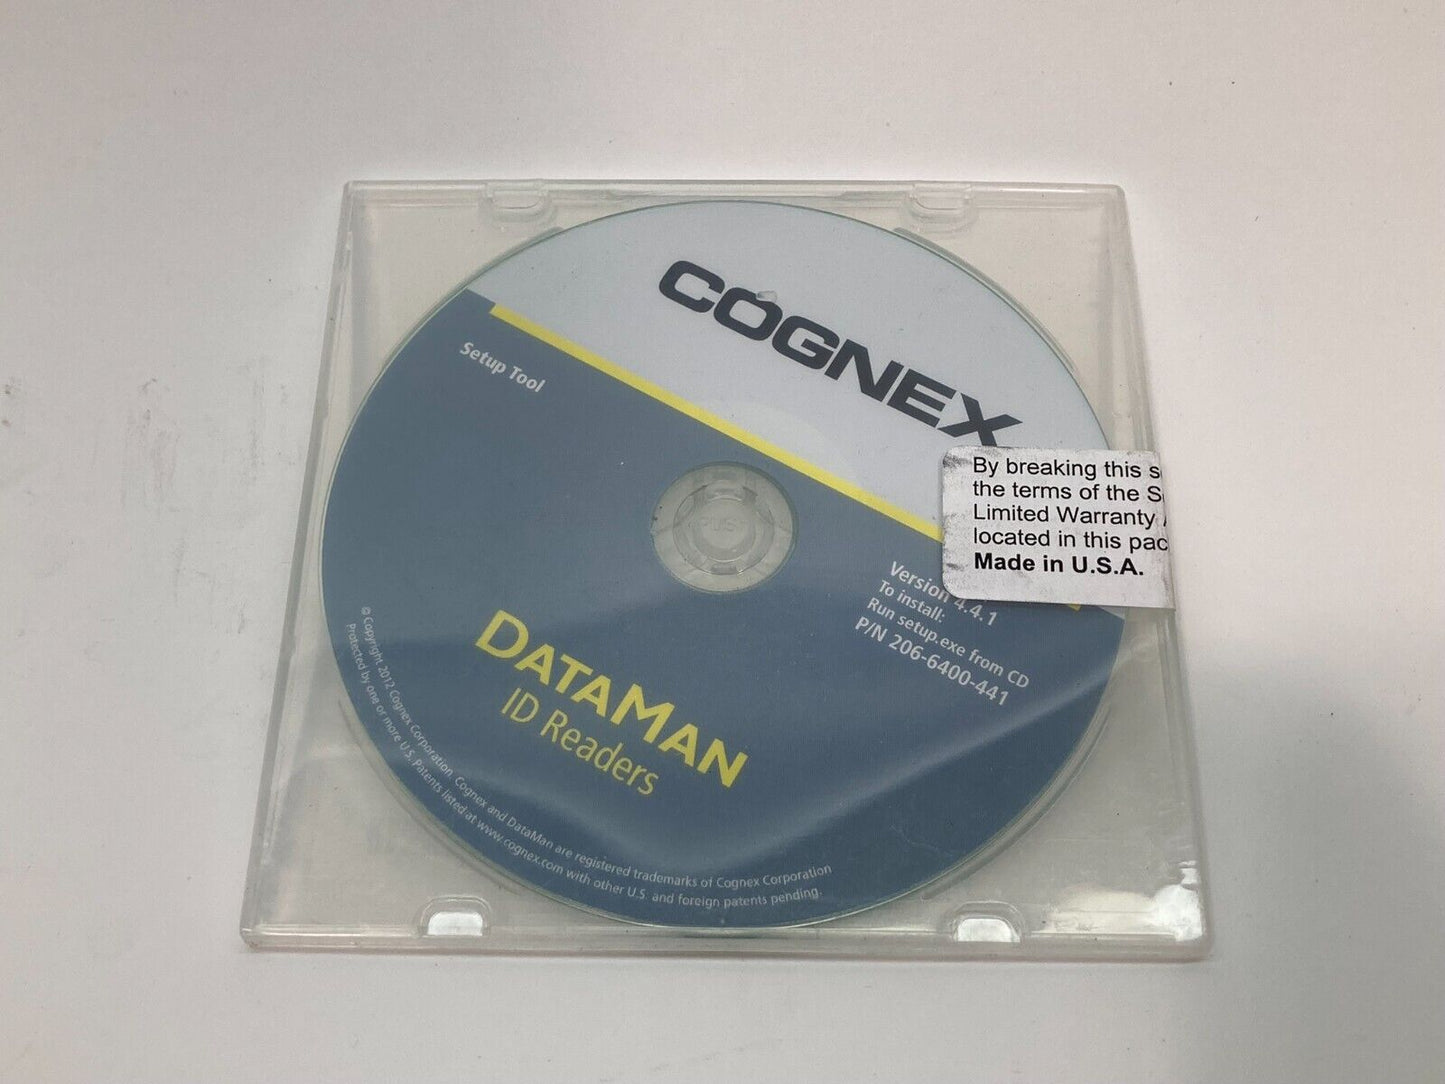 COGNEX
Setup Tool
By breaking this s
the terms of the S
Limited Warranty
located in this pac
Made in U.S.A.
PUSH
Version 4.4.1
To install:
Run setup.exe from CD
P/N 206-6400-441
DATAMAN
ID Readers
© Copyright 2012 Cognex Corporation. Cognex and DataMan are registered trademarks of Cognex Corporation
Protected by one or more U.S. Patents listed at www.cognex.com with other U.S. and foreign patents pending.